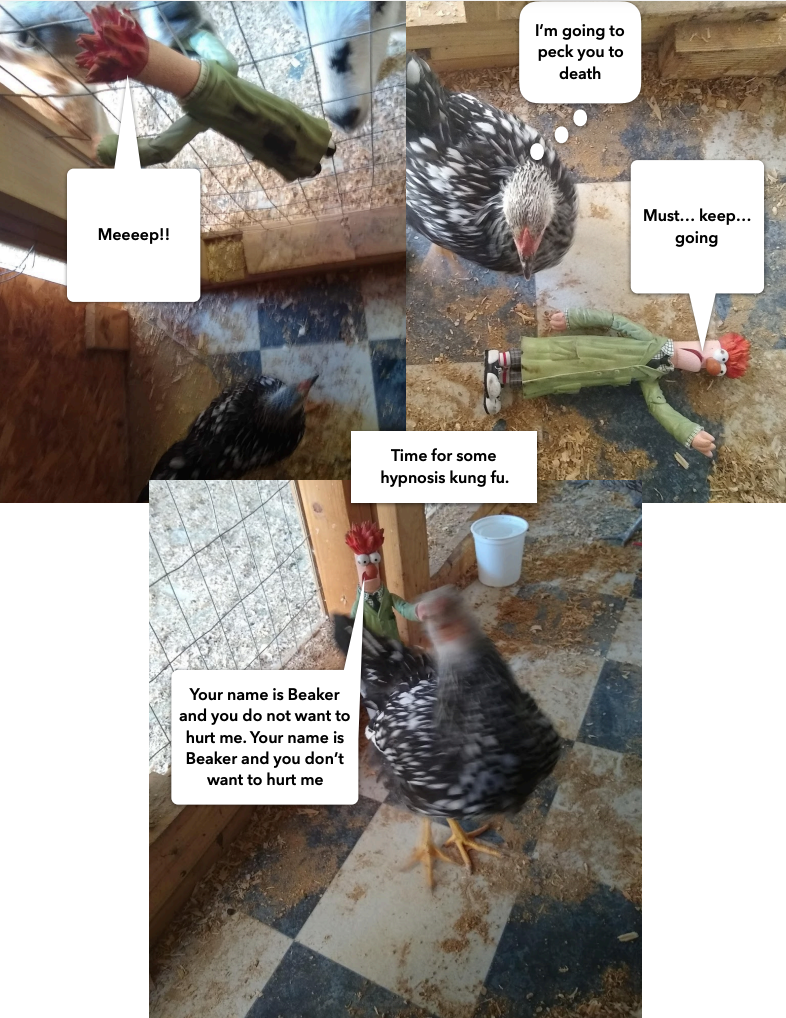 Meeeep!!
I’m going to
peck you to
death
Must… keep…
going
Time for some
hypnosis kung fu.
Your name is Beaker
and you do not want to
hurt me. Your name is
Beaker and you don’t
want to hurt me